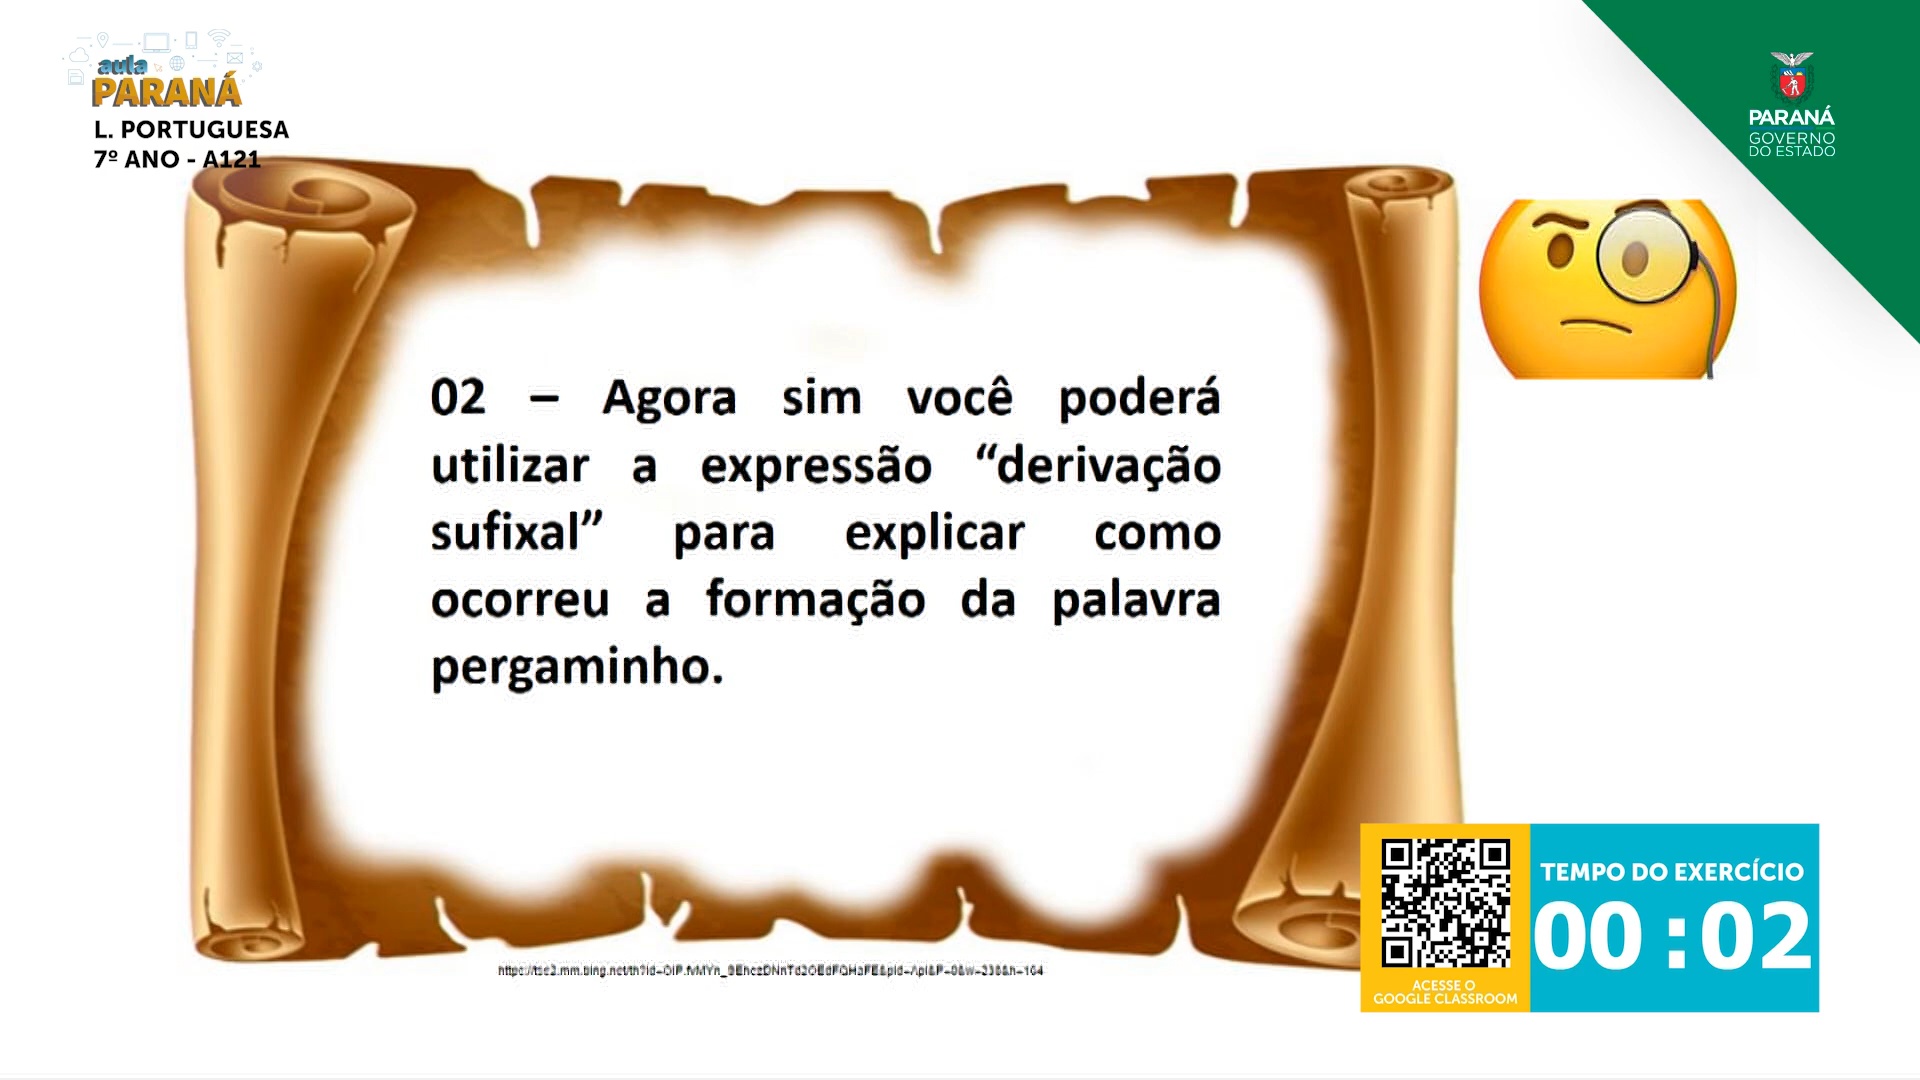 aula
PARANÁ
L. PORTUGUESA
7º ANO - A121
PARANÁ
GOVERNO
DO ESTADO
02 – Agora sim você poderá
utilizar a expressão “derivação
sufixal” para explicar como
ocorreu a formação da palavra
pergaminho.
TEMPO DO EXERCÍCIO
00 : 02
ACESSE O
GOOGLE CLASSROOM